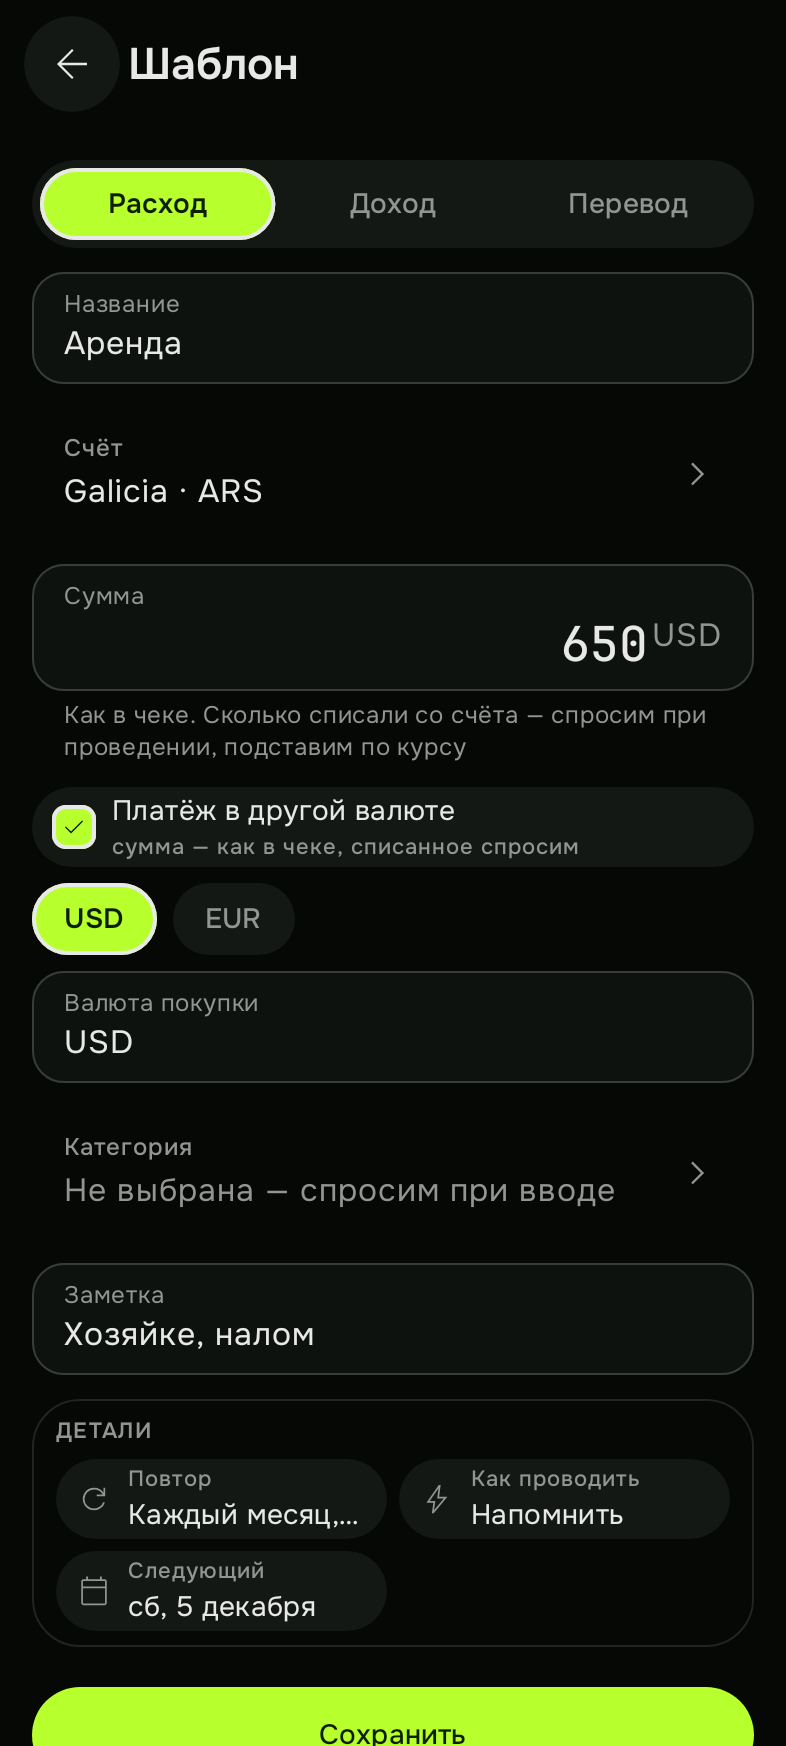 Шаблон
Расход
Доход
Перевод
Название
Аренда
Счёт
Galicia · ARS
Сумма
650 USD
Как в чеке. Сколько списали со счёта — спросим при
проведении, подставим по курсу
Платёж в другой валюте
сумма — как в чеке, списанное спросим
USD
EUR
Валюта покупки
USD
Категория
Не выбрана — спросим при вводе
Заметка
Хозяйке, налом
ДЕТАЛИ
Повтор
Каждый месяц,...
Как проводить
Напомнить
Следующий
сб, 5 декабря
Сохранить